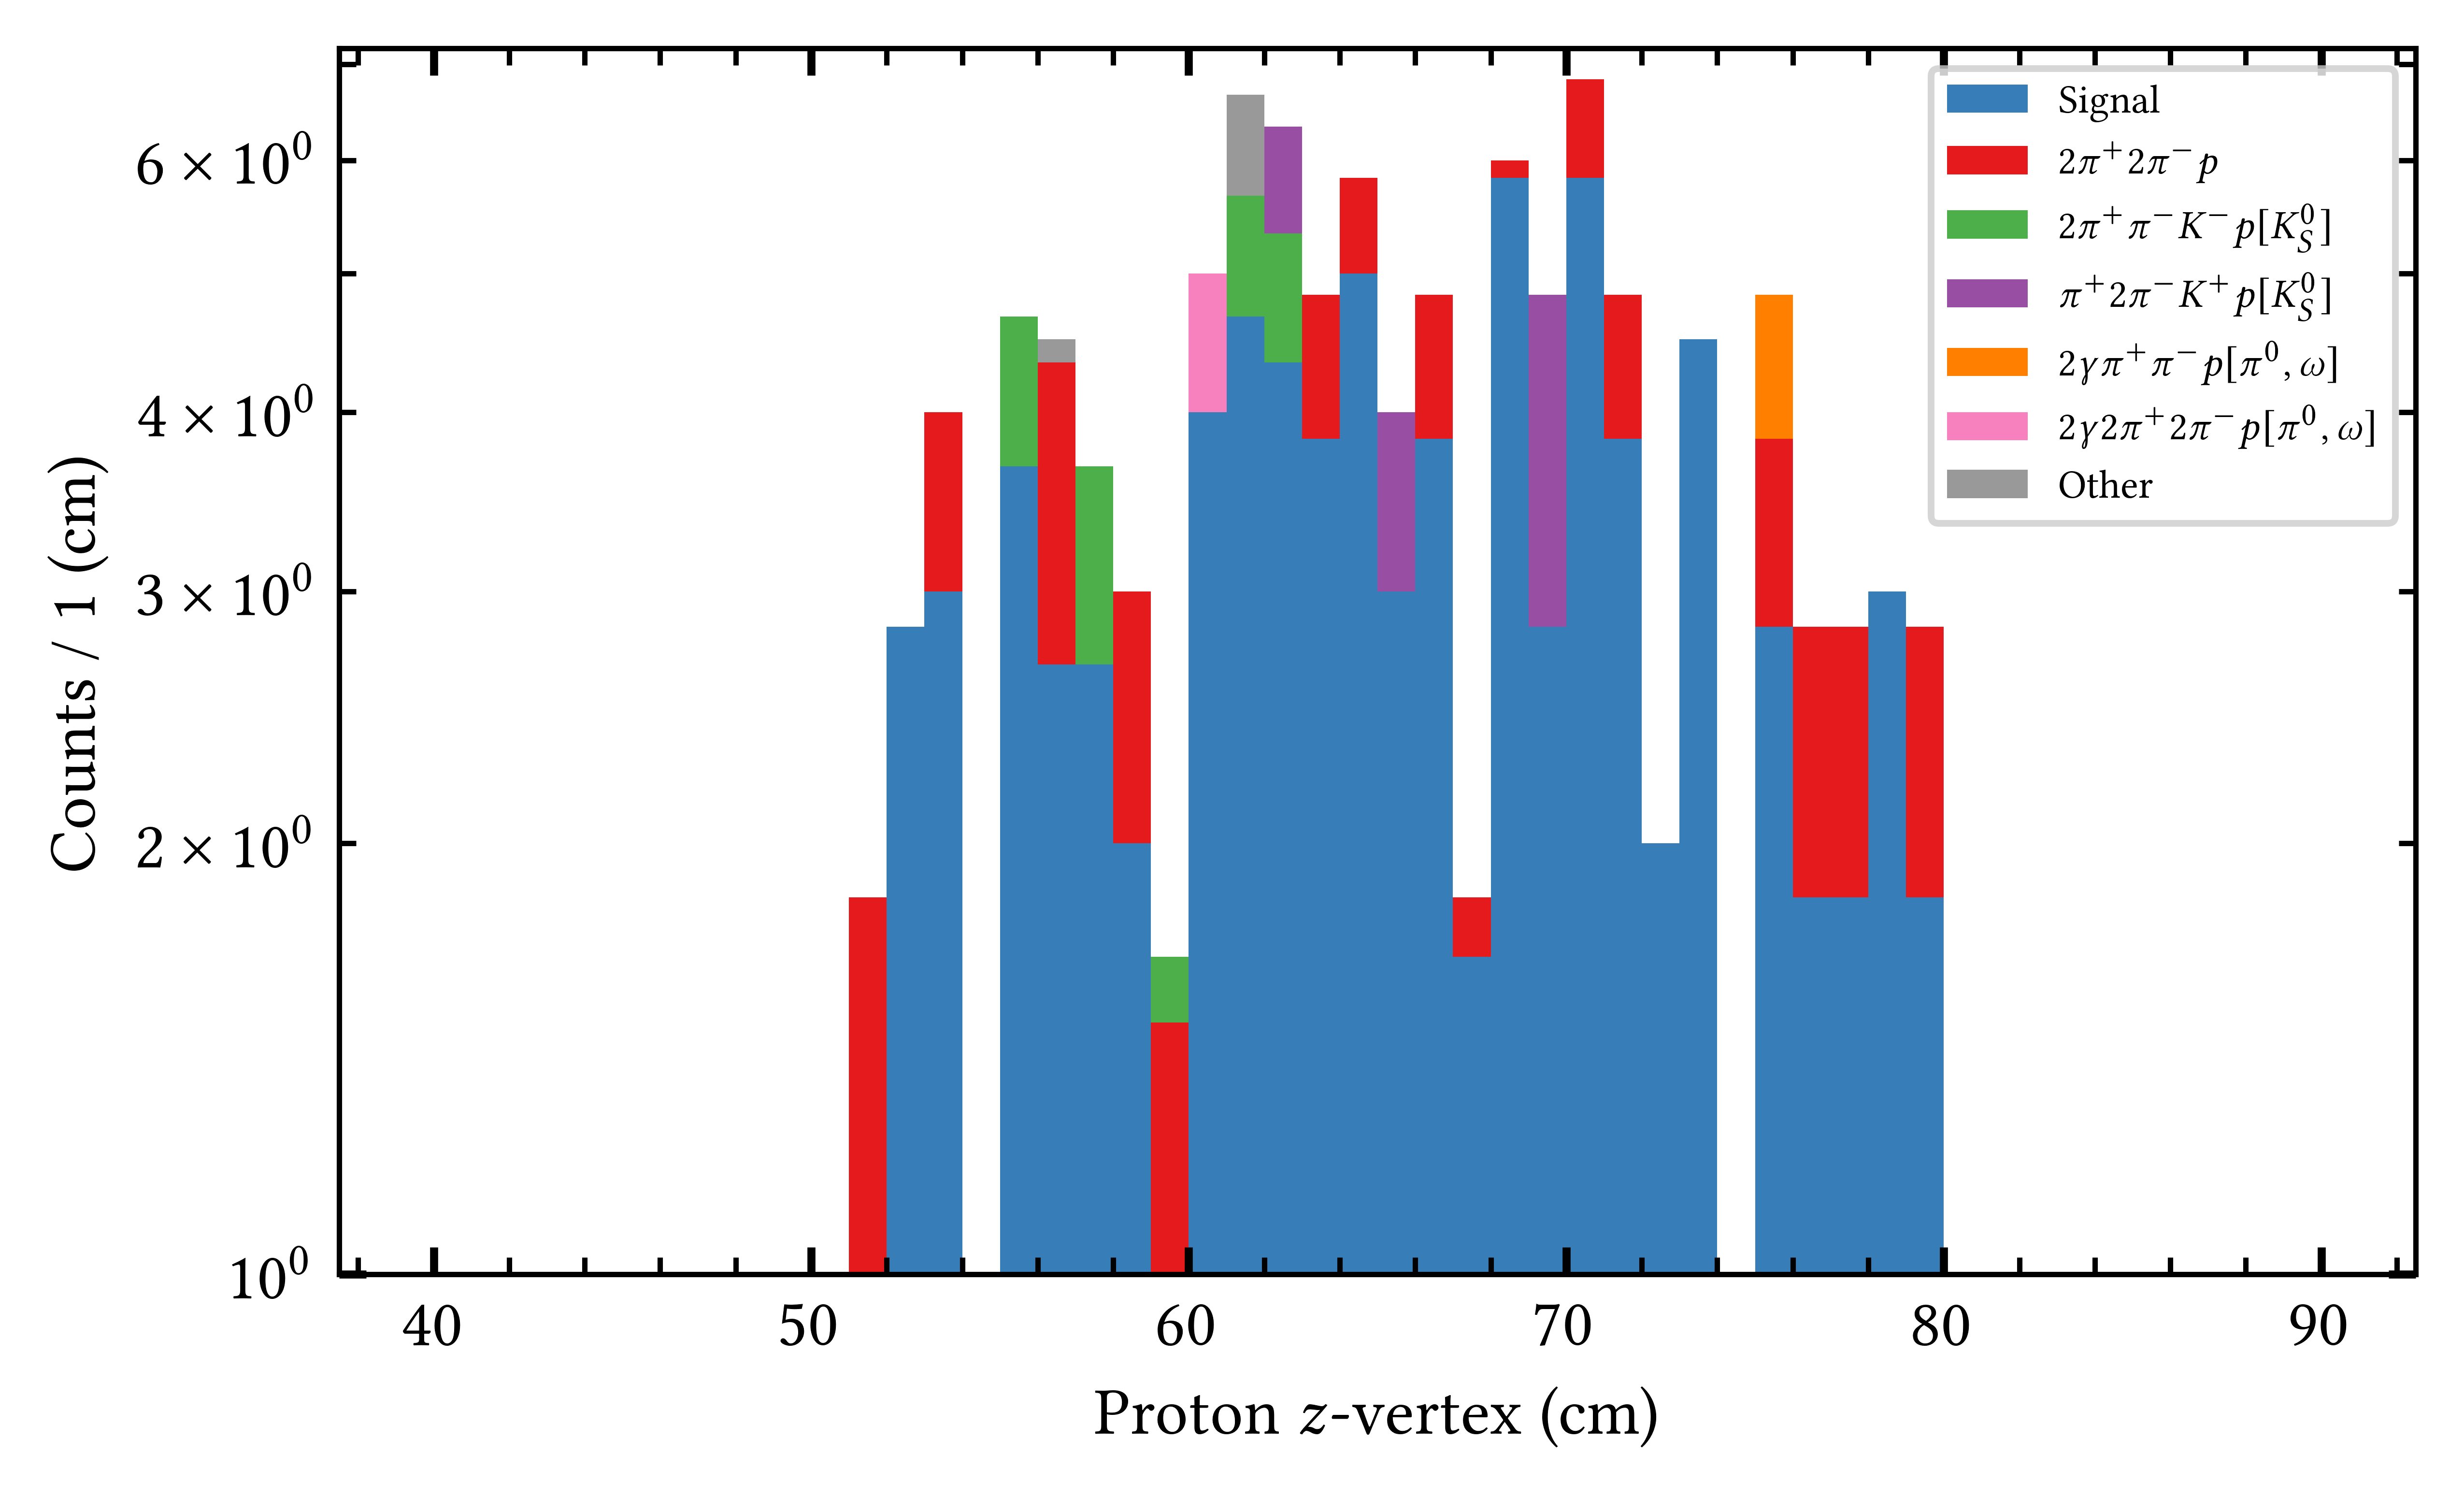 Counts / 1 (cm)
6 × 10⁰
4 × 10⁰
3 × 10⁰
2 × 10⁰
10⁰
40 50 60 70 80 90
Proton z-vertex (cm)
Signal
2π⁺2π⁻p
2π⁺π⁻K⁻p[K_S^0]
π⁺2π⁻K⁺p[K_S^0]
2γπ⁺π⁻p[π⁰, ω]
2γ2π⁺2π⁻p[π⁰, ω]
Other